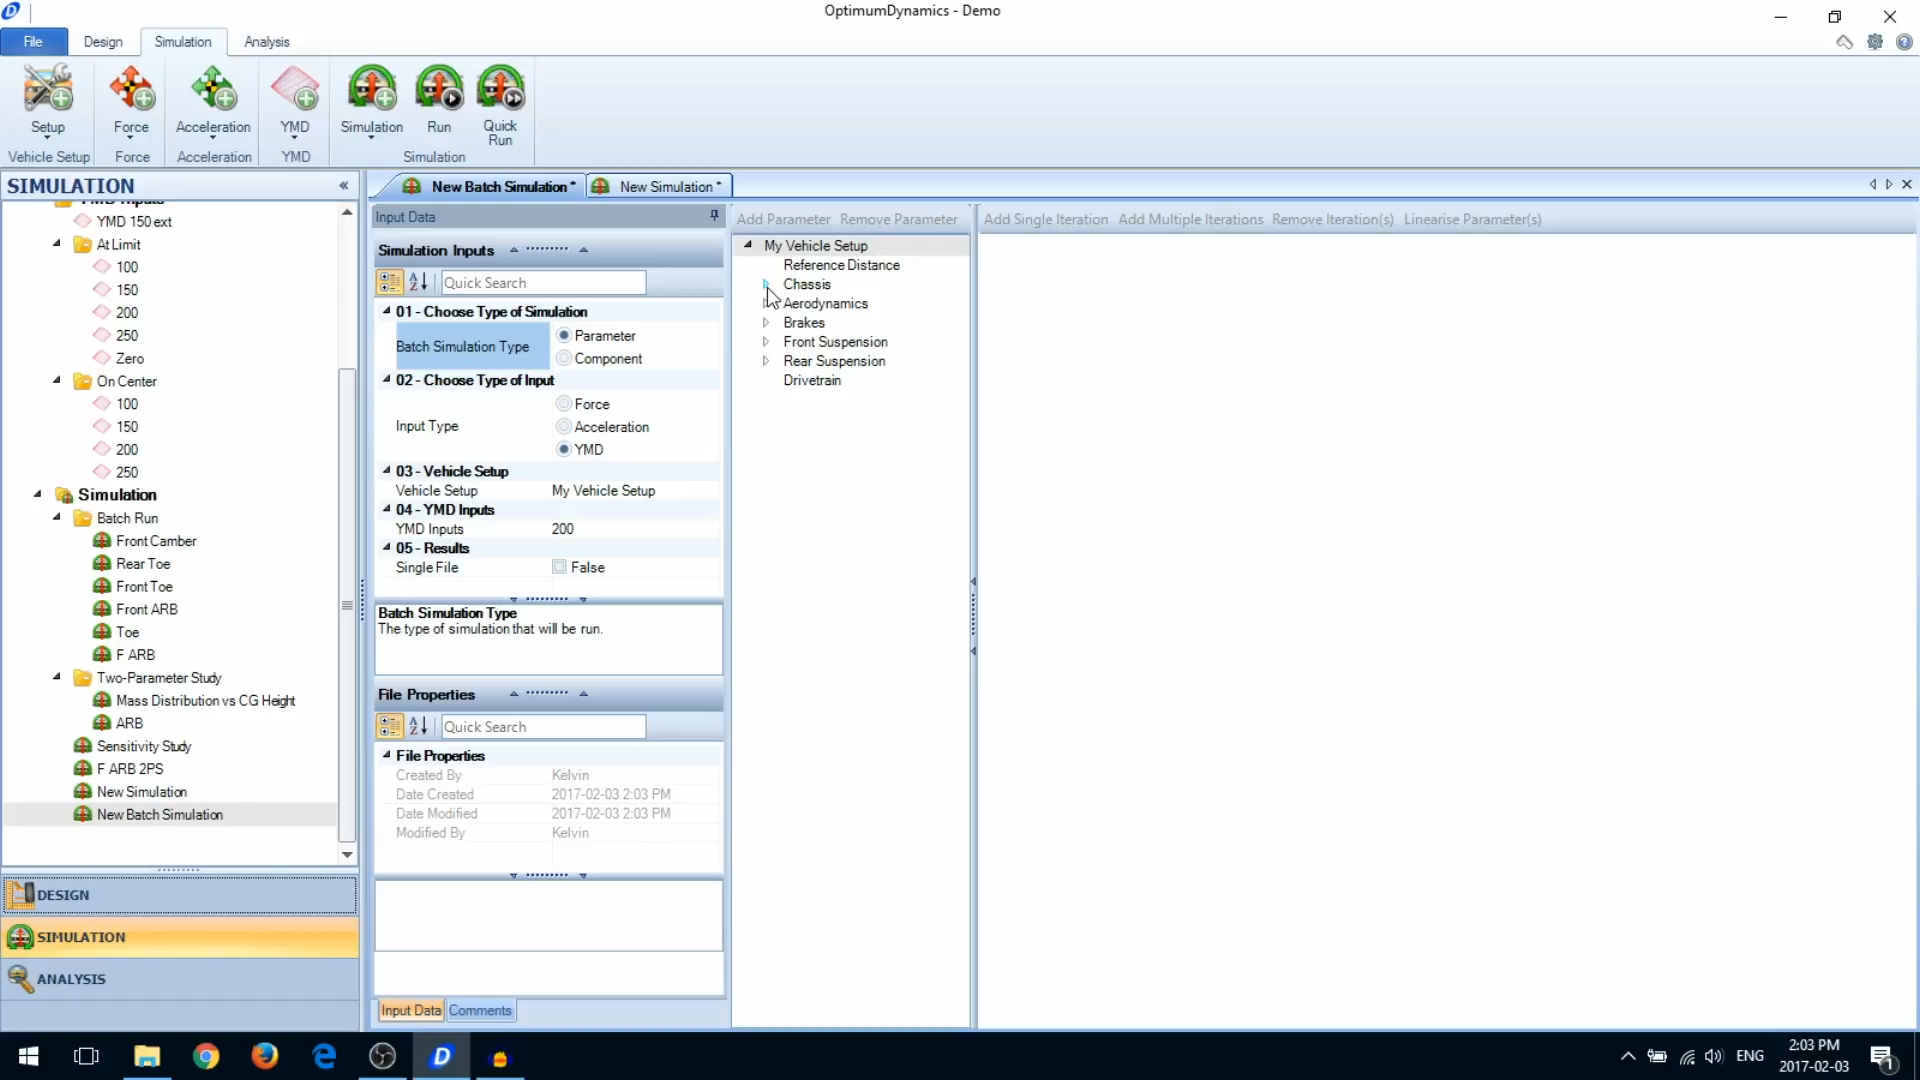 OptimumDynamics - Demo
File
Design
Simulation
Analysis
Setup
Force
Acceleration
YMD
Simulation
Run
Quick
Run
Vehicle Setup
Force
Acceleration
YMD
Simulation
SIMULATION
YMD Inputs
YMD 150 ext
At Limit
100
150
200
250
Zero
On Center
100
150
200
250
Simulation
Batch Run
Front Camber
Rear Toe
Front Toe
Front ARB
Toe
F ARB
Two-Parameter Study
Mass Distribution vs CG Height
ARB
Sensitivity Study
F ARB 2PS
New Simulation
New Batch Simulation
DESIGN
SIMULATION
ANALYSIS
New Batch Simulation *
New Simulation *
Input Data
Simulation Inputs
Quick Search
01 - Choose Type of Simulation
Batch Simulation Type
Parameter
Component
02 - Choose Type of Input
Input Type
Force
Acceleration
YMD
03 - Vehicle Setup
Vehicle Setup My Vehicle Setup
04 - YMD Inputs
YMD Inputs 200
05 - Results
Single File False
Batch Simulation Type
The type of simulation that will be run.
File Properties
Quick Search
File Properties
Created By Kelvin
Date Created 2017-02-03 2:03 PM
Date Modified 2017-02-03 2:03 PM
Modified By Kelvin
Input Data Comments
Add Parameter Remove Parameter
My Vehicle Setup
Reference Distance
Chassis
Aerodynamics
Brakes
Front Suspension
Rear Suspension
Drivetrain
Add Single Iteration Add Multiple Iterations Remove Iteration(s) Linearise Parameter(s)
ENG
2:03 PM
2017-02-03
1